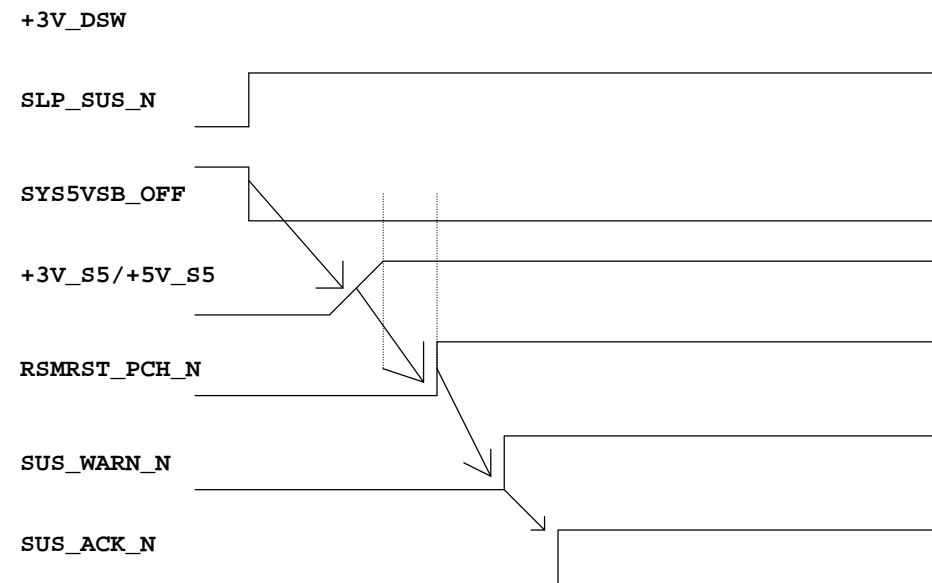 +3V_DSW
SLP_SUS_N
SYS5VSB_OFF
+3V_S5/+5V_S5
RSMRST_PCH_N
SUS_WARN_N
SUS_ACK_N